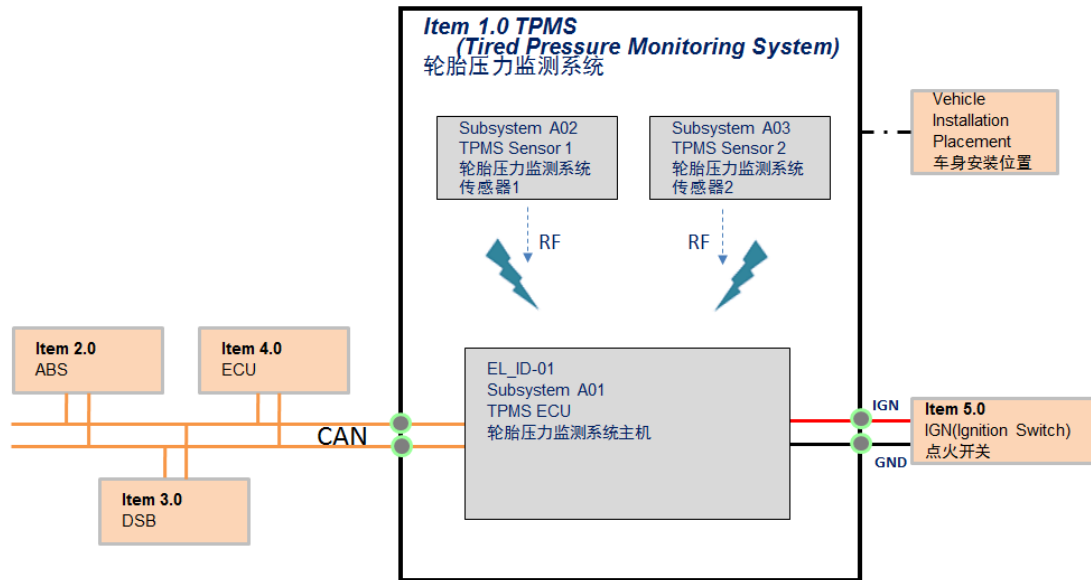 Item 1.0 TPMS
(Tired Pressure Monitoring System)
轮胎压力监测系统
Subsystem A02
TPMS Sensor 1
轮胎压力监测系统
传感器1
Subsystem A03
TPMS Sensor 2
轮胎压力监测系统
传感器2
Vehicle
Installation
Placement
车身安装位置
RF
RF
Item 2.0
ABS
Item 4.0
ECU
EL_ID-01
Subsystem A01
TPMS ECU
轮胎压力监测系统主机
CAN
IGN
GND
Item 5.0
IGN(Ignition Switch)
点火开关
Item 3.0
DSB